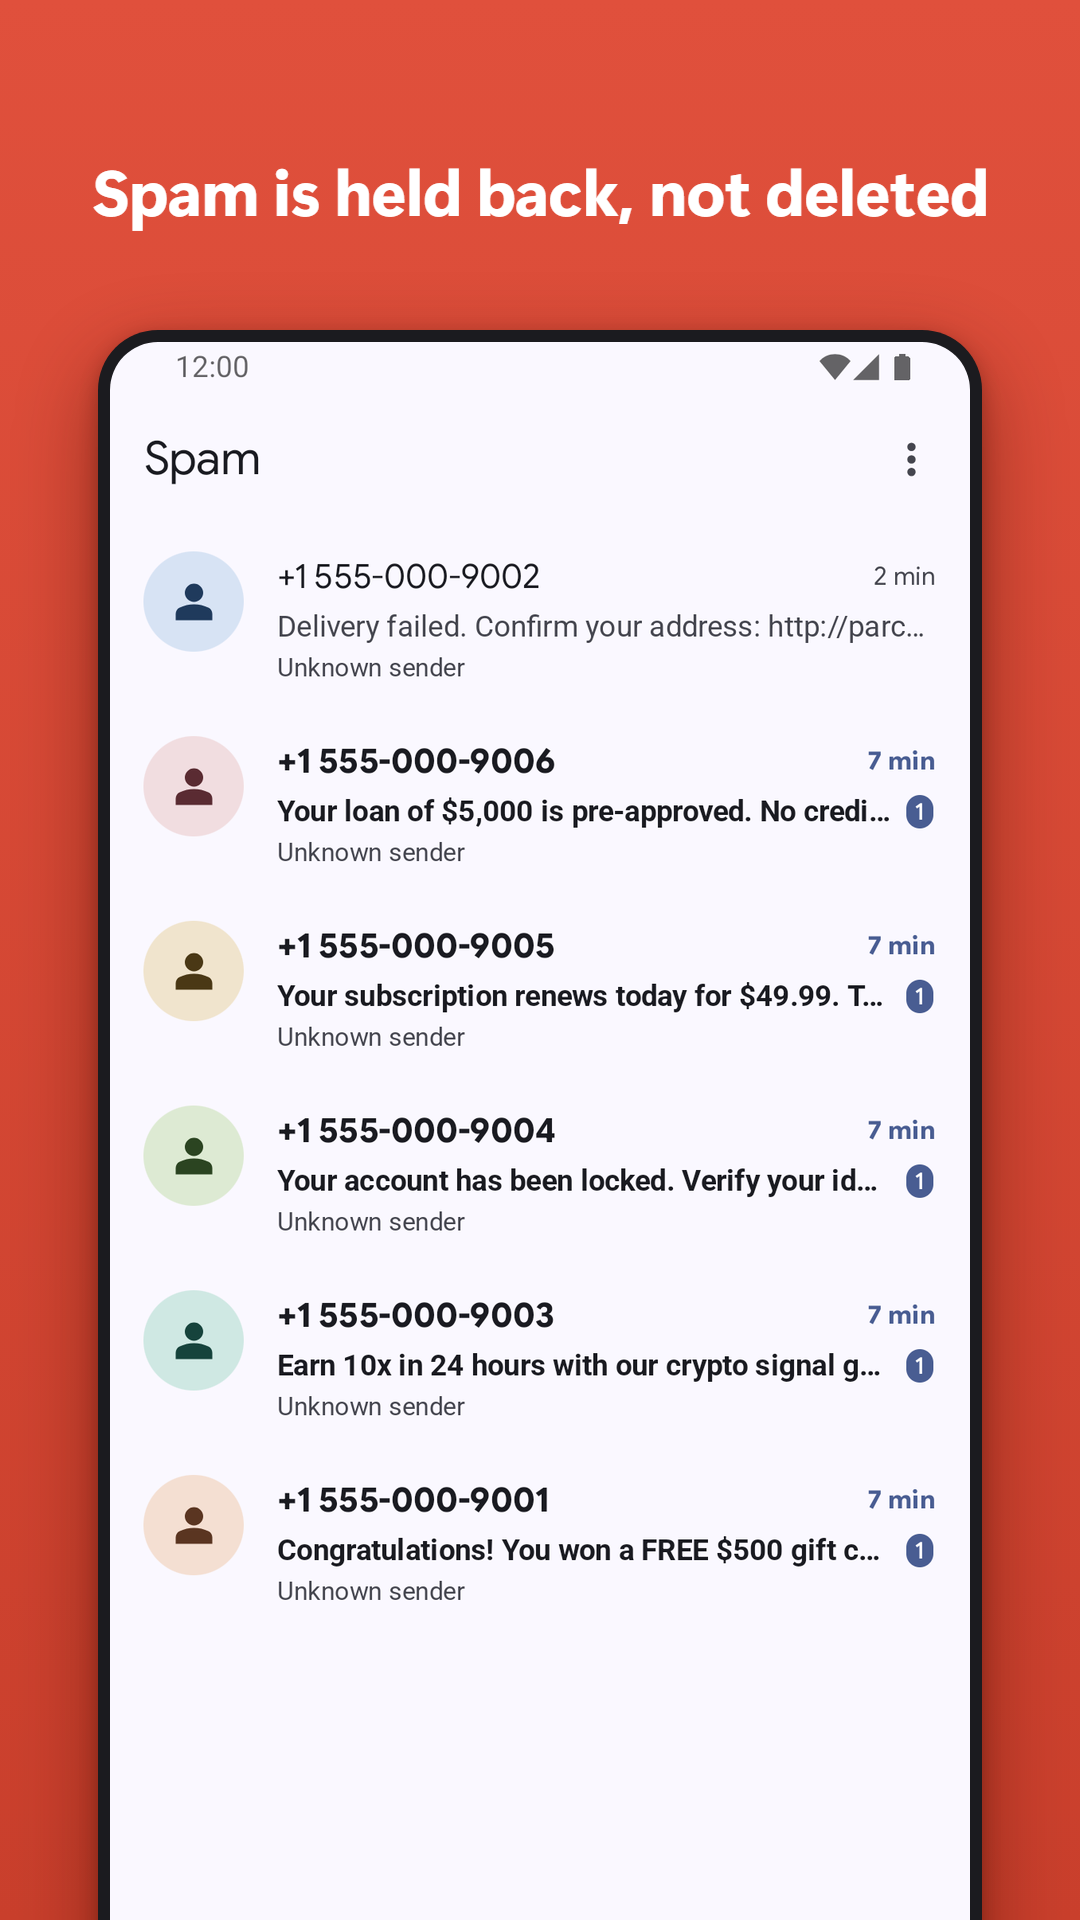 Spam is held back, not deleted
12:00
Spam
+1 555-000-9002
2 min
Delivery failed. Confirm your address: http://parc…
Unknown sender
+1 555-000-9006
7 min
Your loan of $5,000 is pre-approved. No credi…
1
Unknown sender
+1 555-000-9005
7 min
Your subscription renews today for $49.99. T…
1
Unknown sender
+1 555-000-9004
7 min
Your account has been locked. Verify your id…
1
Unknown sender
+1 555-000-9003
7 min
Earn 10x in 24 hours with our crypto signal g…
1
Unknown sender
+1 555-000-9001
7 min
Congratulations! You won a FREE $500 gift c…
1
Unknown sender